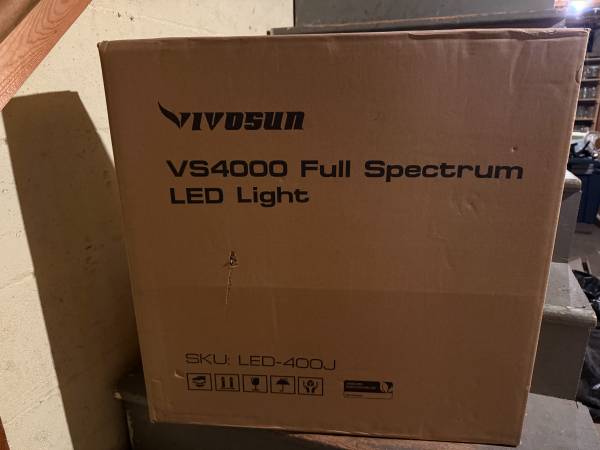 VIVOSUN
VS4000 Full Spectrum
LED Light
SKU: LED-400J